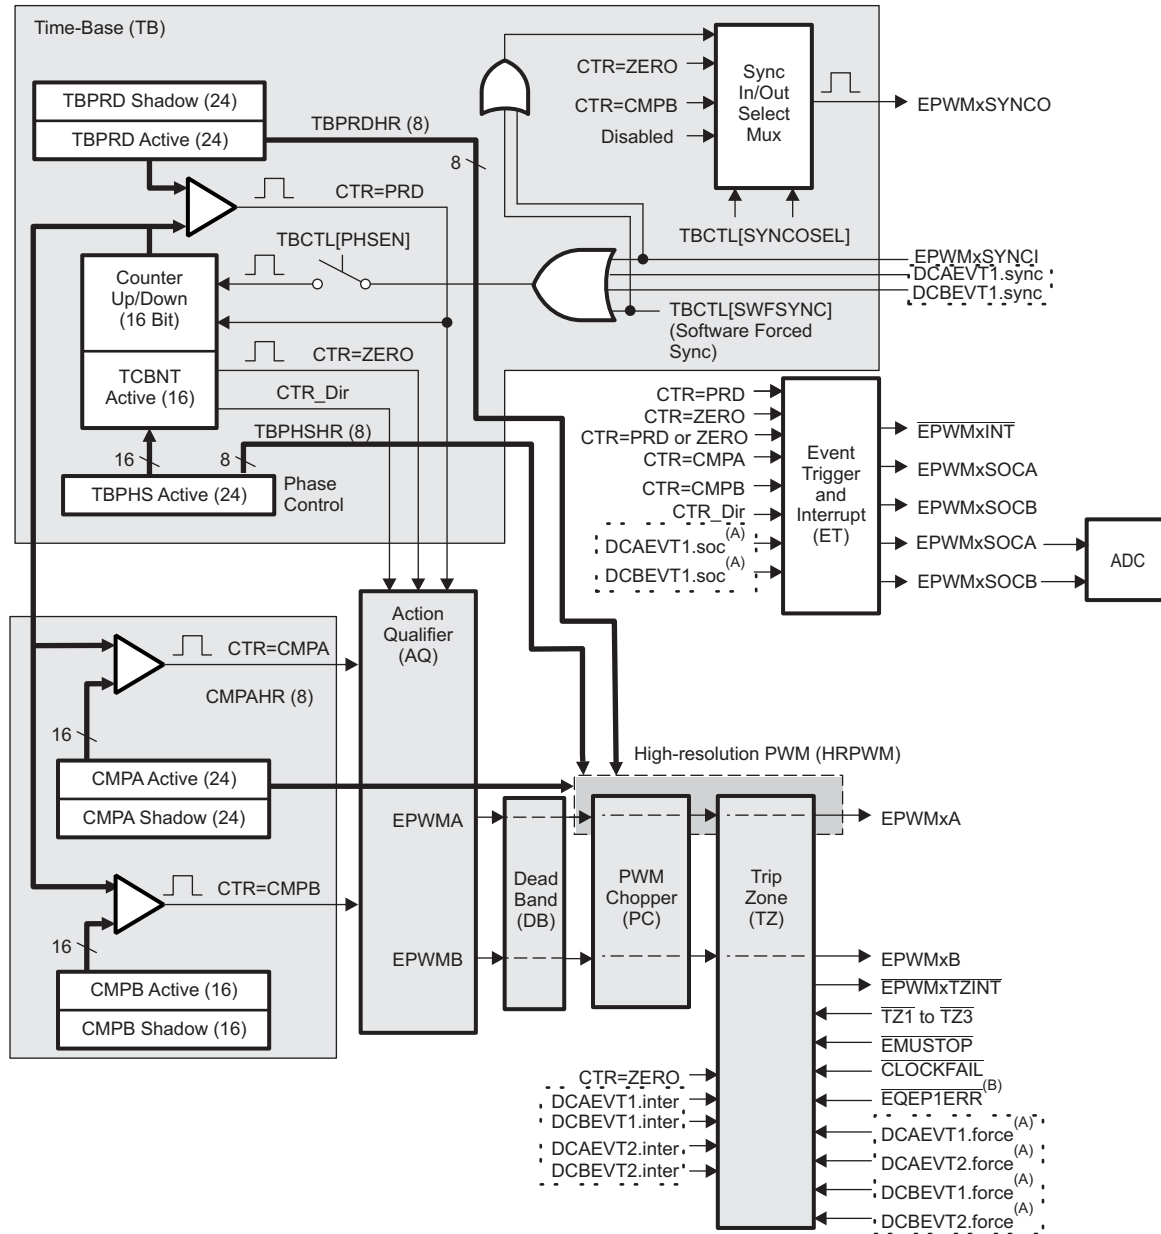 Time-Base (TB)
TBPRD Shadow (24)
TBPRD Active (24)
TBPRDHR (8)
8
CTR=PRD
TBCTL[PHSEN]
Counter
Up/Down
(16 Bit)
TCBNT
Active (16)
CTR=ZERO
CTR_Dir
TBPHSHR (8)
16
8
TBPHS Active (24)
Phase
Control
CTR=ZERO
CTR=CMPB
Disabled
Sync
In/Out
Select
Mux
EPWMxSYNCO
TBCTL[SYNCOSEL]
EPWMxSYNCI
DCAEVT1.sync
DCBEVT1.sync
TBCTL[SWFSYNC]
(Software Forced
Sync)
CTR=PRD
CTR=ZERO
CTR=PRD or ZERO
CTR=CMPA
CTR=CMPB
CTR_Dir
DCAEVT1.soc(A)
DCBEVT1.soc(A)
Event
Trigger
and
Interrupt
(ET)
EPWMxINT
EPWMxSOCA
EPWMxSOCB
EPWMxSOCA
EPWMxSOCB
ADC
Action
Qualifier
(AQ)
CTR=CMPA
CMPAHR (8)
16
CMPA Active (24)
CMPA Shadow (24)
CTR=CMPB
16
CMPB Active (16)
CMPB Shadow (16)
EPWMA
EPWMB
High-resolution PWM (HRPWM)
Dead
Band
(DB)
PWM
Chopper
(PC)
Trip
Zone
(TZ)
EPWMxA
EPWMxB
EPWMxTZINT
TZ1 to TZ3
EMUSTOP
CLOCKFAIL
EQEP1ERR(B)
DCAEVT1.force(A)
DCAEVT2.force(A)
DCBEVT1.force(A)
DCBEVT2.force(A)
CTR=ZERO
DCAEVT1.inter
DCBEVT1.inter
DCAEVT2.inter
DCBEVT2.inter